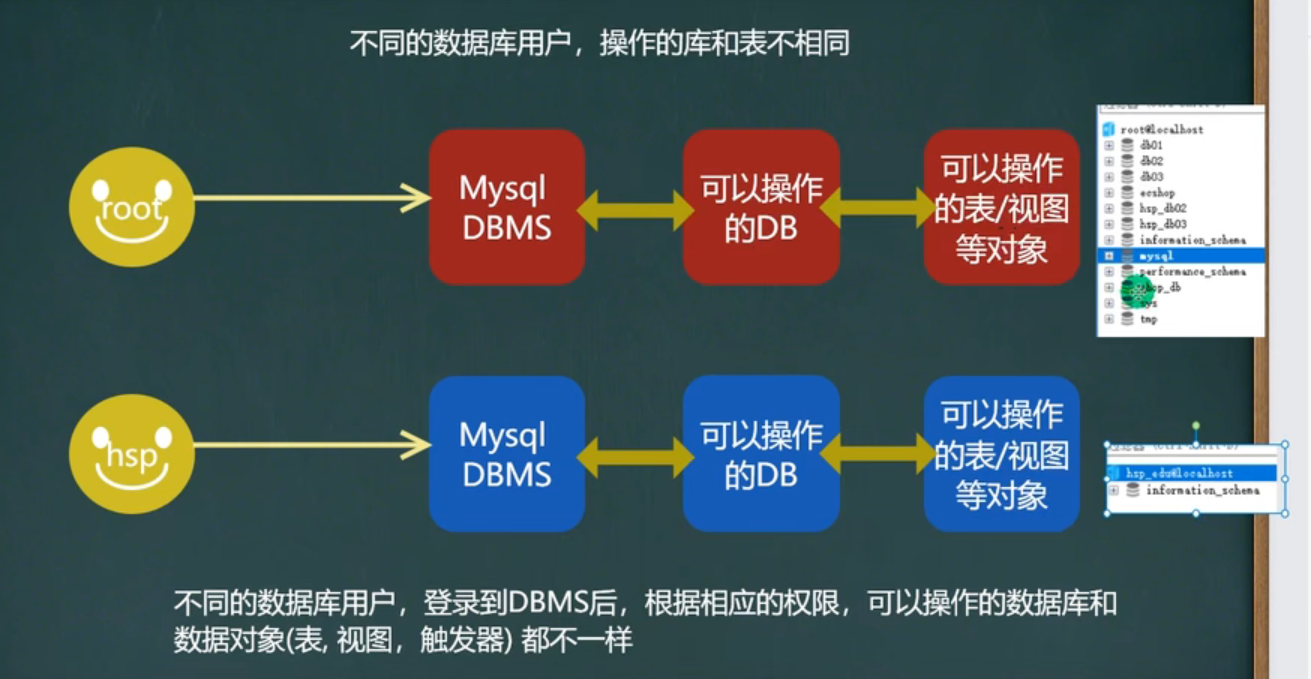 不同的数据库用户，操作的库和表不相同
root
Mysql
DBMS
可以操作
的DB
可以操作
的表/视图
等对象
root@localhost
db01
db02
db03
ecshop
hsp_db02
hsp_db03
information_schema
mysql
performance_schema
sys
tmp
hsp
Mysql
DBMS
可以操作
的DB
可以操作
的表/视图
等对象
hsp_edu@localhost
information_schema
不同的数据库用户，登录到DBMS后，根据相应的权限，可以操作的数据库和
数据对象(表, 视图，触发器) 都不一样